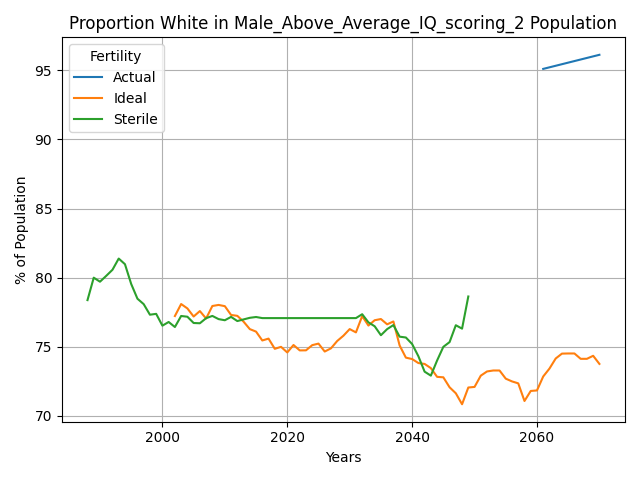 Proportion White in Male_Above_Average_IQ_scoring_2 Population
Fertility
Actual
Ideal
Sterile
95
90
85
80
75
70
% of Population
2000
2020
2040
2060
Years